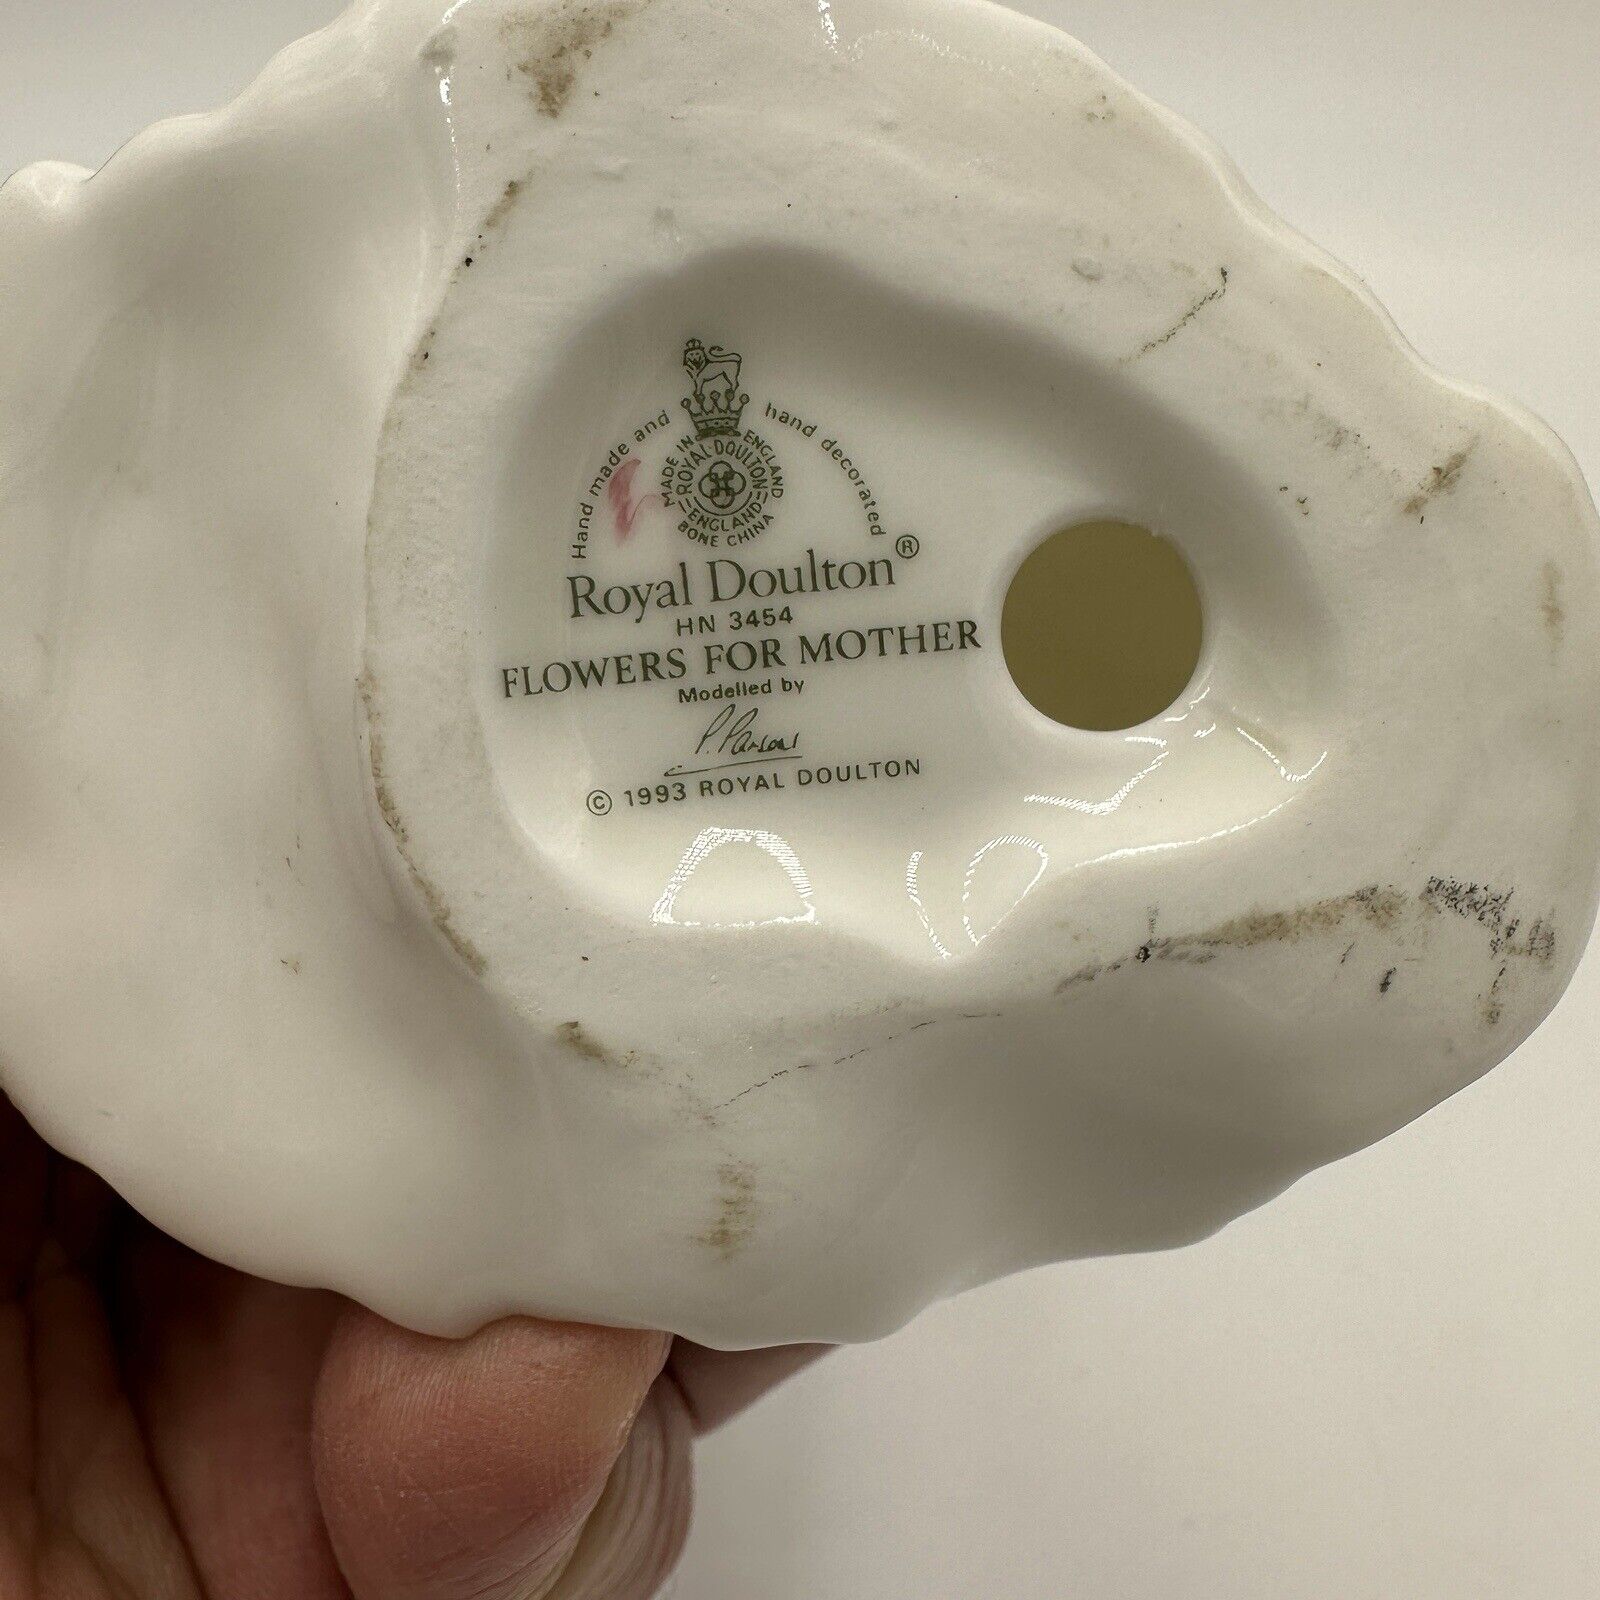 Hand made and hand decorated
MADE IN ENGLAND
ROYAL·DOULTON
ENGLAND
BONE CHINA
Royal Doulton®
HN 3454
FLOWERS FOR MOTHER
Modelled by
P. Parsons
© 1993 ROYAL DOULTON